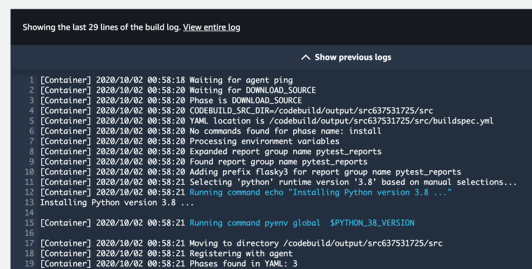 Showing the last 29 lines of the build log. View entire log
Show previous logs
1 [Container] 2020/10/02 00:58:18 Waiting for agent ping
2 [Container] 2020/10/02 00:58:20 Waiting for DOWNLOAD_SOURCE
3 [Container] 2020/10/02 00:58:20 Phase is DOWNLOAD_SOURCE
4 [Container] 2020/10/02 00:58:20 CODEBUILD_SRC_DIR=/codebuild/output/src637531725/src
5 [Container] 2020/10/02 00:58:20 YAML location is /codebuild/output/src637531725/src/buildspec.yml
6 [Container] 2020/10/02 00:58:20 No commands found for phase name: install
7 [Container] 2020/10/02 00:58:20 Processing environment variables
8 [Container] 2020/10/02 00:58:20 Expanded report group name pytest_reports
9 [Container] 2020/10/02 00:58:20 Found report group name pytest_reports
10 [Container] 2020/10/02 00:58:20 Adding prefix flasky3 for report group name pytest_reports
11 [Container] 2020/10/02 00:58:21 Selecting 'python' runtime version '3.8' based on manual selections...
12 [Container] 2020/10/02 00:58:21 Running command echo "Installing Python version 3.8 ..."
13 Installing Python version 3.8 ...
14
15 [Container] 2020/10/02 00:58:21 Running command pyenv global  $PYTHON_38_VERSION
16
17 [Container] 2020/10/02 00:58:21 Moving to directory /codebuild/output/src637531725/src
18 [Container] 2020/10/02 00:58:21 Registering with agent
19 [Container] 2020/10/02 00:58:21 Phases found in YAML: 3